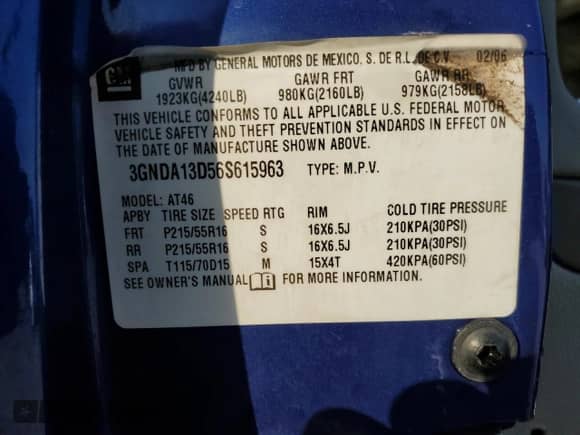 GM
MFD BY GENERAL MOTORS DE MEXICO, S. DE R.L. DE C.V. 02/06
GVWR GAWR FRT GAWR RR
1923KG(4240LB) 980KG(2160LB) 979KG(2158LB)
THIS VEHICLE CONFORMS TO ALL APPLICABLE U.S. FEDERAL MOTOR
VEHICLE SAFETY AND THEFT PREVENTION STANDARDS IN EFFECT ON
THE DATE OF MANUFACTURE SHOWN ABOVE.
3GNDA13D56S615963 TYPE: M.P.V.
MODEL: AT46
APBY TIRE SIZE SPEED RTG RIM COLD TIRE PRESSURE
FRT P215/55R16 S 16X6.5J 210KPA(30PSI)
RR P215/55R16 S 16X6.5J 210KPA(30PSI)
SPA T115/70D15 M 15X4T 420KPA(60PSI)
SEE OWNER'S MANUAL FOR MORE INFORMATION.